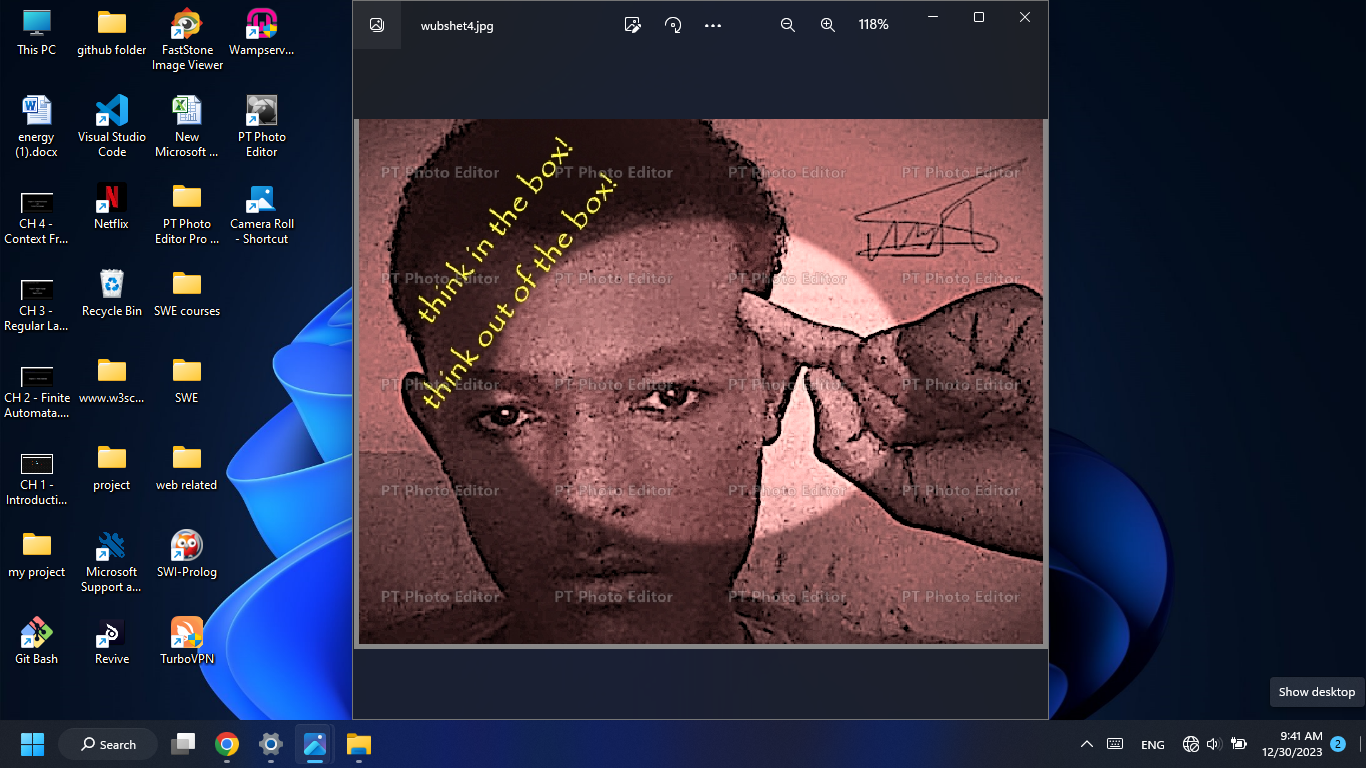 This PC
github folder
FastStone
Image Viewer
Wampserv...
energy
(1).docx
Visual Studio
Code
New
Microsoft ...
PT Photo
Editor
CH 4 -
Context Fr...
Netflix
PT Photo
Editor Pro ...
Camera Roll
- Shortcut
CH 3 -
Regular La...
Recycle Bin
SWE courses
CH 2 - Finite
Automata....
www.w3sc...
SWE
CH 1 -
Introducti...
project
web related
my project
Microsoft
Support a...
SWI-Prolog
Git Bash
Revive
TurboVPN
wubshet4.jpg
118%
think in the box!
think out of the box!
PT Photo Editor PT Photo Editor PT Photo Editor PT Photo Editor
PT Photo Editor PT Photo Editor PT Photo Editor PT Photo Editor
PT Photo Editor PT Photo Editor PT Photo Editor PT Photo Editor
PT Photo Editor PT Photo Editor PT Photo Editor PT Photo Editor
PT Photo Editor PT Photo Editor PT Photo Editor PT Photo Editor
Show desktop
Search
ENG
9:41 AM
12/30/2023
2